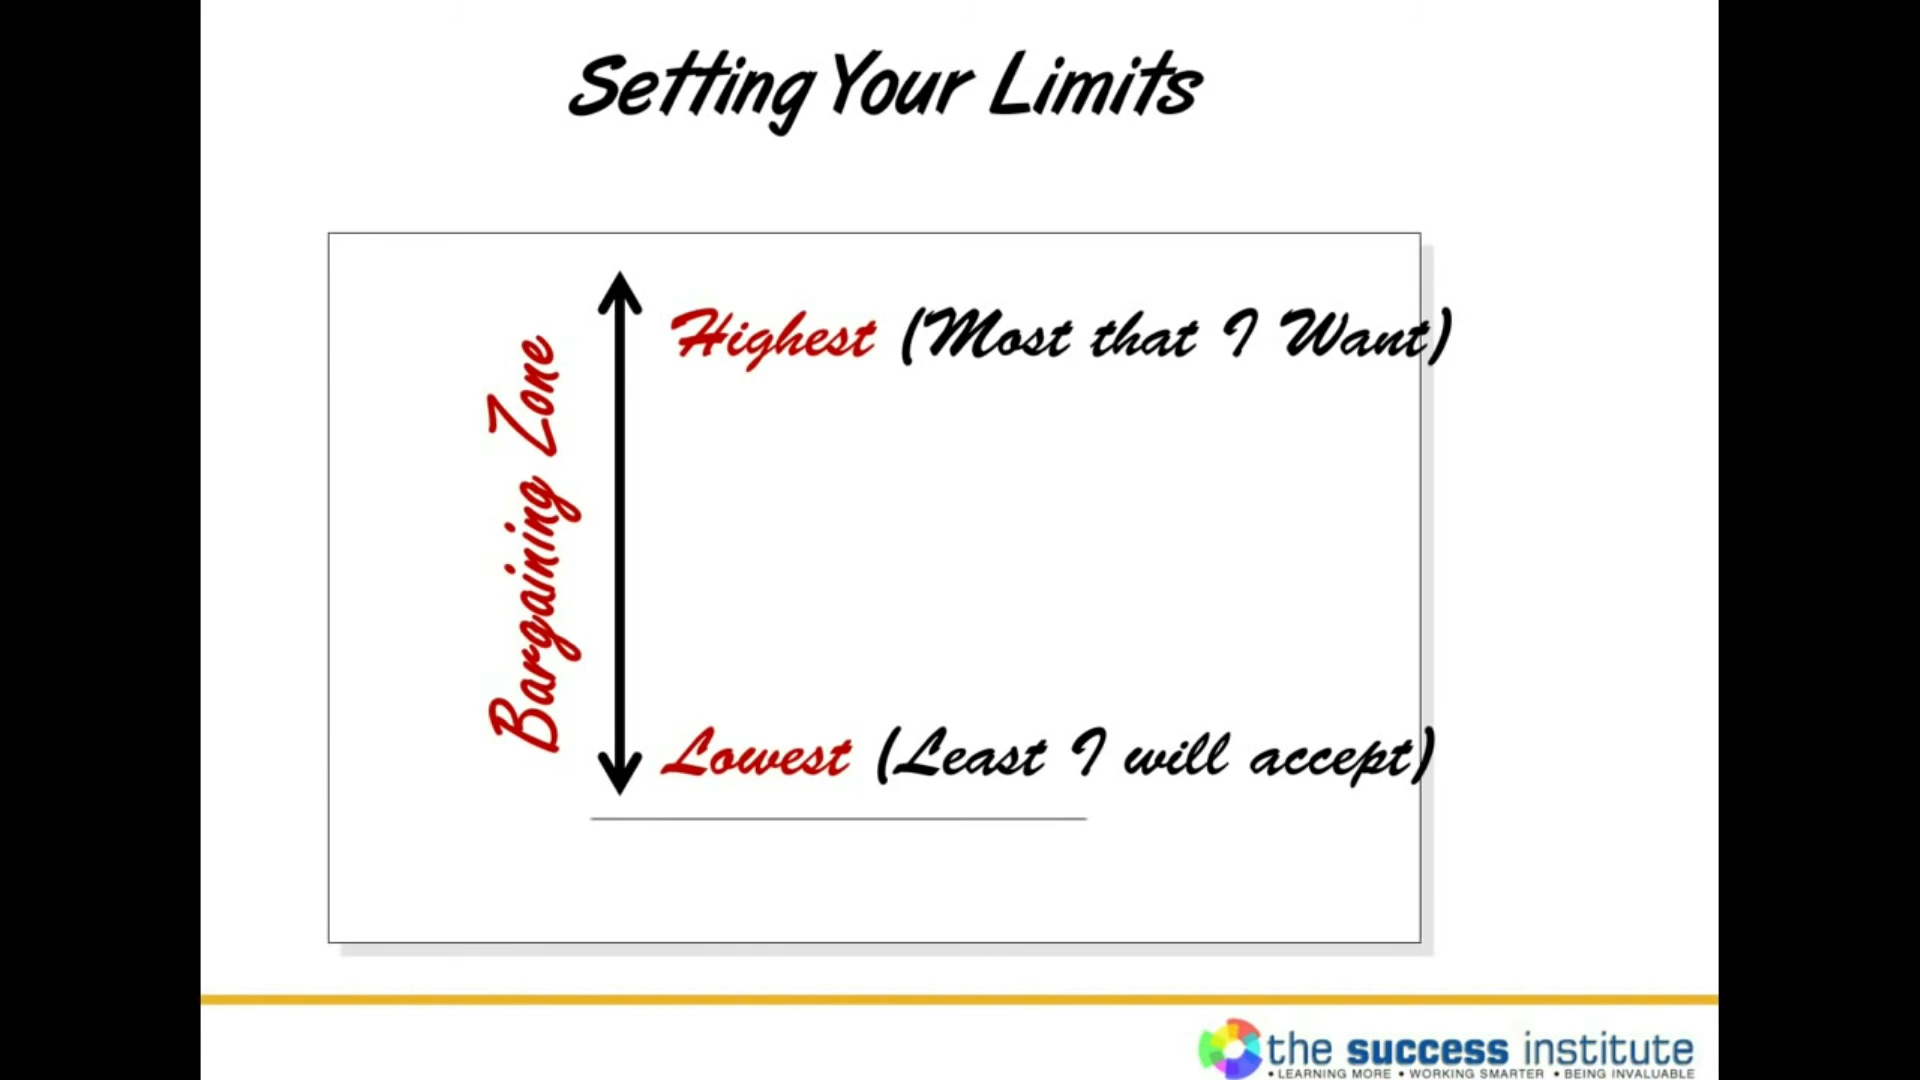 Setting Your Limits
Highest (Most that I Want)
Bargaining Zone
Lowest (Least I will accept)
the success institute
• LEARNING MORE • WORKING SMARTER • BEING INVALUABLE